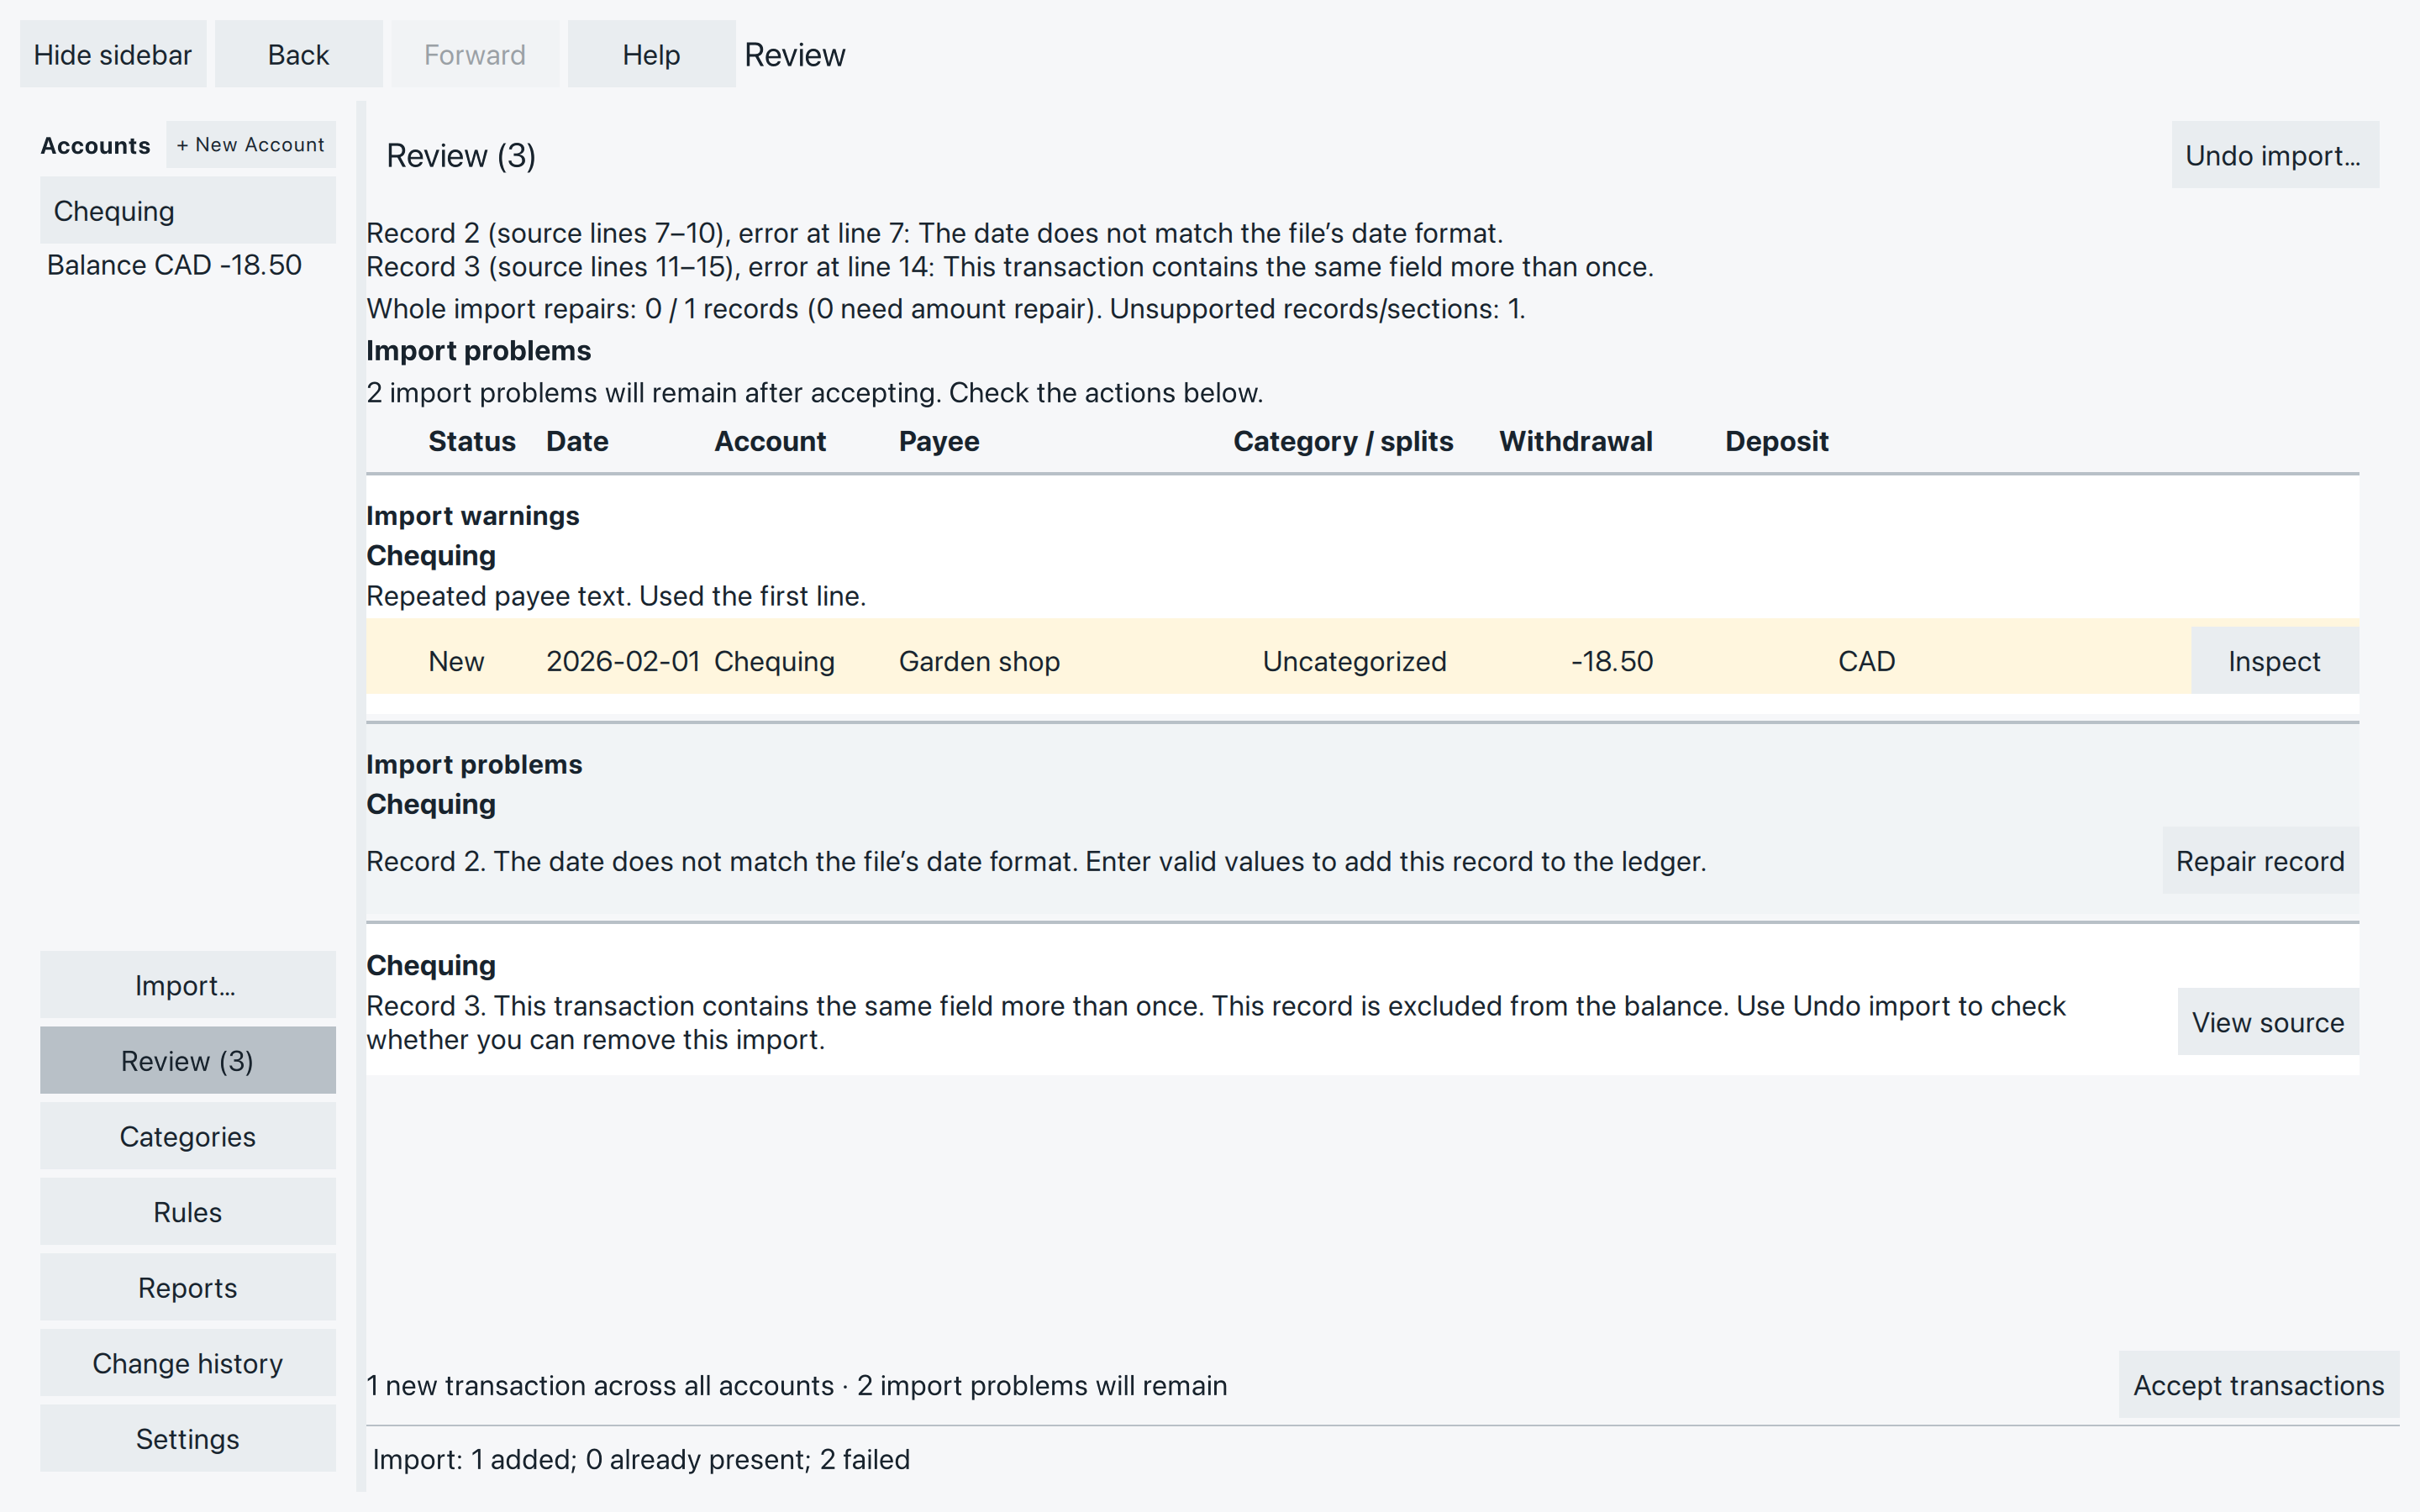 Hide sidebar Back Forward Help Review
Accounts + New Account
Chequing
Balance CAD -18.50
Import...
Review (3)
Categories
Rules
Reports
Change history
Settings
Review (3) Undo import...
Record 2 (source lines 7–10), error at line 7: The date does not match the file’s date format.
Record 3 (source lines 11–15), error at line 14: This transaction contains the same field more than once.
Whole import repairs: 0 / 1 records (0 need amount repair). Unsupported records/sections: 1.
Import problems
2 import problems will remain after accepting. Check the actions below.
Status Date Account Payee Category / splits Withdrawal Deposit
Import warnings
Chequing
Repeated payee text. Used the first line.
New 2026-02-01 Chequing Garden shop Uncategorized -18.50 CAD Inspect
Import problems
Chequing
Record 2. The date does not match the file’s date format. Enter valid values to add this record to the ledger. Repair record
Chequing
Record 3. This transaction contains the same field more than once. This record is excluded from the balance. Use Undo import to check
whether you can remove this import.
View source
1 new transaction across all accounts · 2 import problems will remain Accept transactions
Import: 1 added; 0 already present; 2 failed